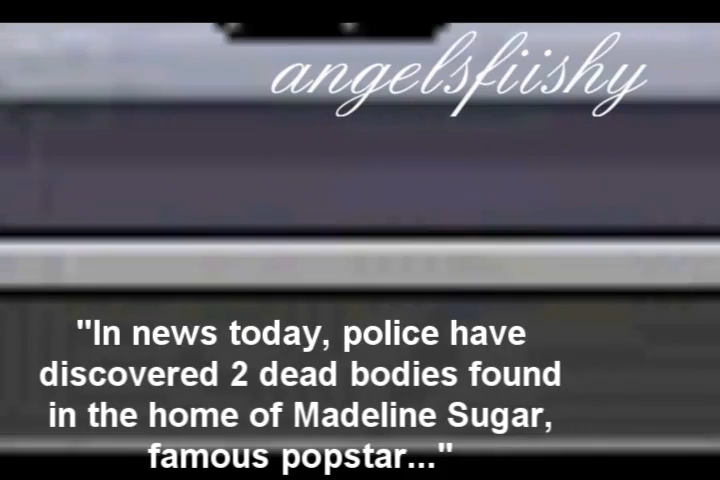 angelsfiishy
"In news today, police have
discovered 2 dead bodies found
in the home of Madeline Sugar,
famous popstar..."